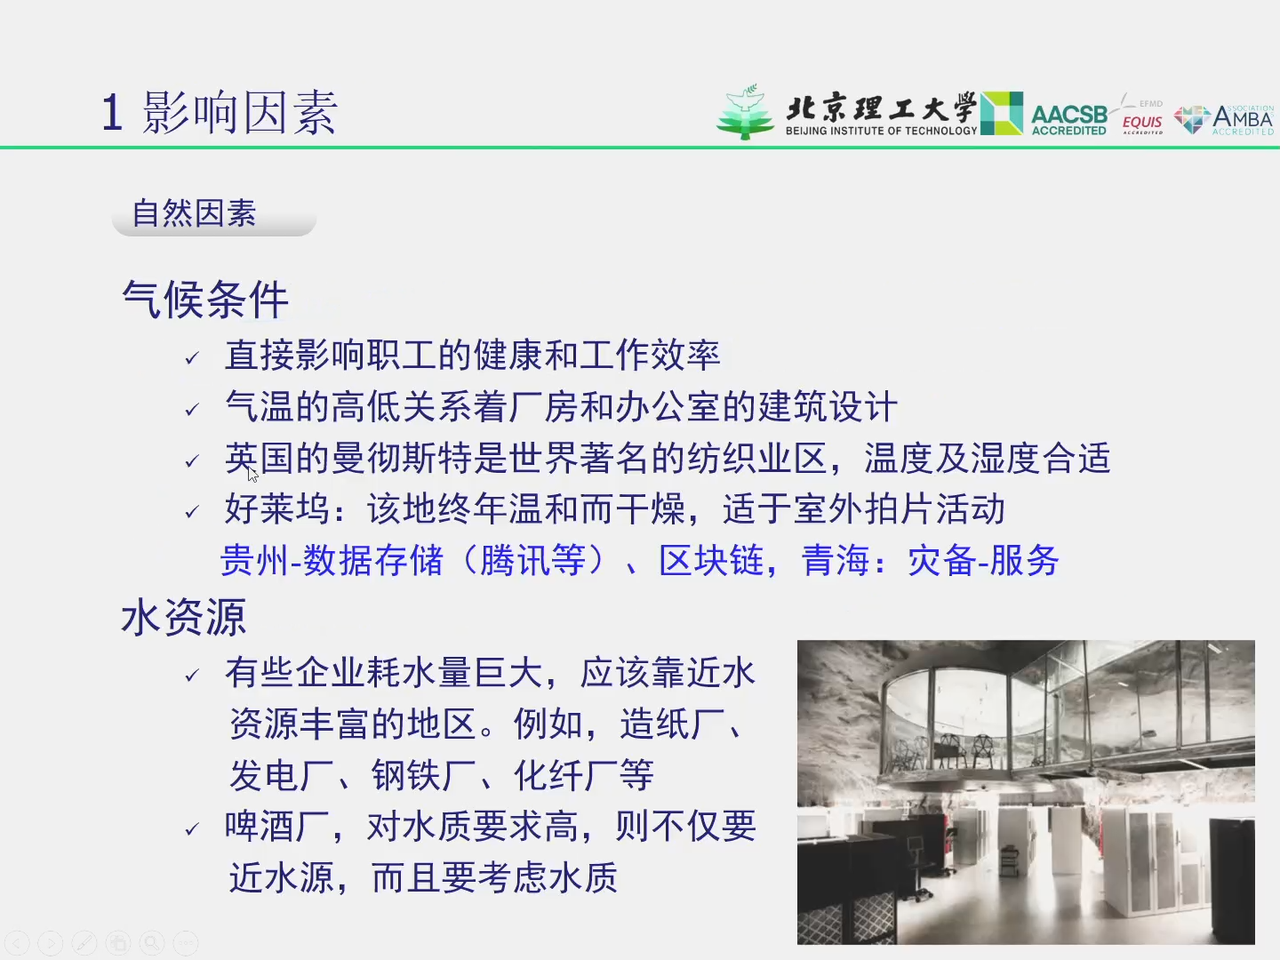 1 影响因素
北京理工大学
BEIJING INSTITUTE OF TECHNOLOGY
AACSB
ACCREDITED
EFMD
EQUIS
ACCREDITED
ASSOCIATION
AMBA
ACCREDITED
自然因素
气候条件
✓ 直接影响职工的健康和工作效率
✓ 气温的高低关系着厂房和办公室的建筑设计
✓ 英国的曼彻斯特是世界著名的纺织业区，温度及湿度合适
✓ 好莱坞：该地终年温和而干燥，适于室外拍片活动
贵州-数据存储（腾讯等）、区块链，青海：灾备-服务
水资源
✓ 有些企业耗水量巨大，应该靠近水
资源丰富的地区。例如，造纸厂、
发电厂、钢铁厂、化纤厂等
✓ 啤酒厂，对水质要求高，则不仅要
近水源，而且要考虑水质